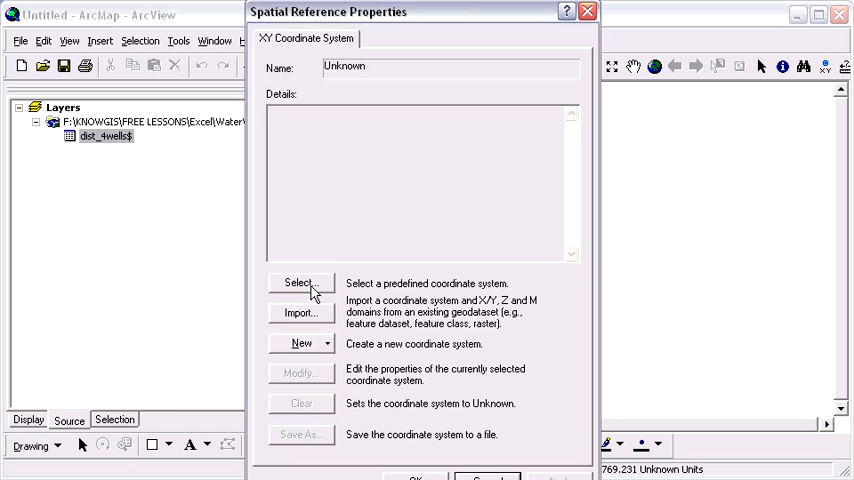 Untitled - ArcMap - ArcView
File Edit View Insert Selection Tools Window
Layers
F:\KNOWGIS\FREE LESSONS\Excel\Water\
dist_4wells$
Display Source Selection
Drawing
A
Spatial Reference Properties
XY Coordinate System
Name: Unknown
Details:
Select... Select a predefined coordinate system.
Import... Import a coordinate system and X/Y, Z and M
domains from an existing geodataset (e.g.,
feature dataset, feature class, raster).
New Create a new coordinate system.
Modify... Edit the properties of the currently selected
coordinate system.
Clear Sets the coordinate system to Unknown.
Save As... Save the coordinate system to a file.
769.231 Unknown Units